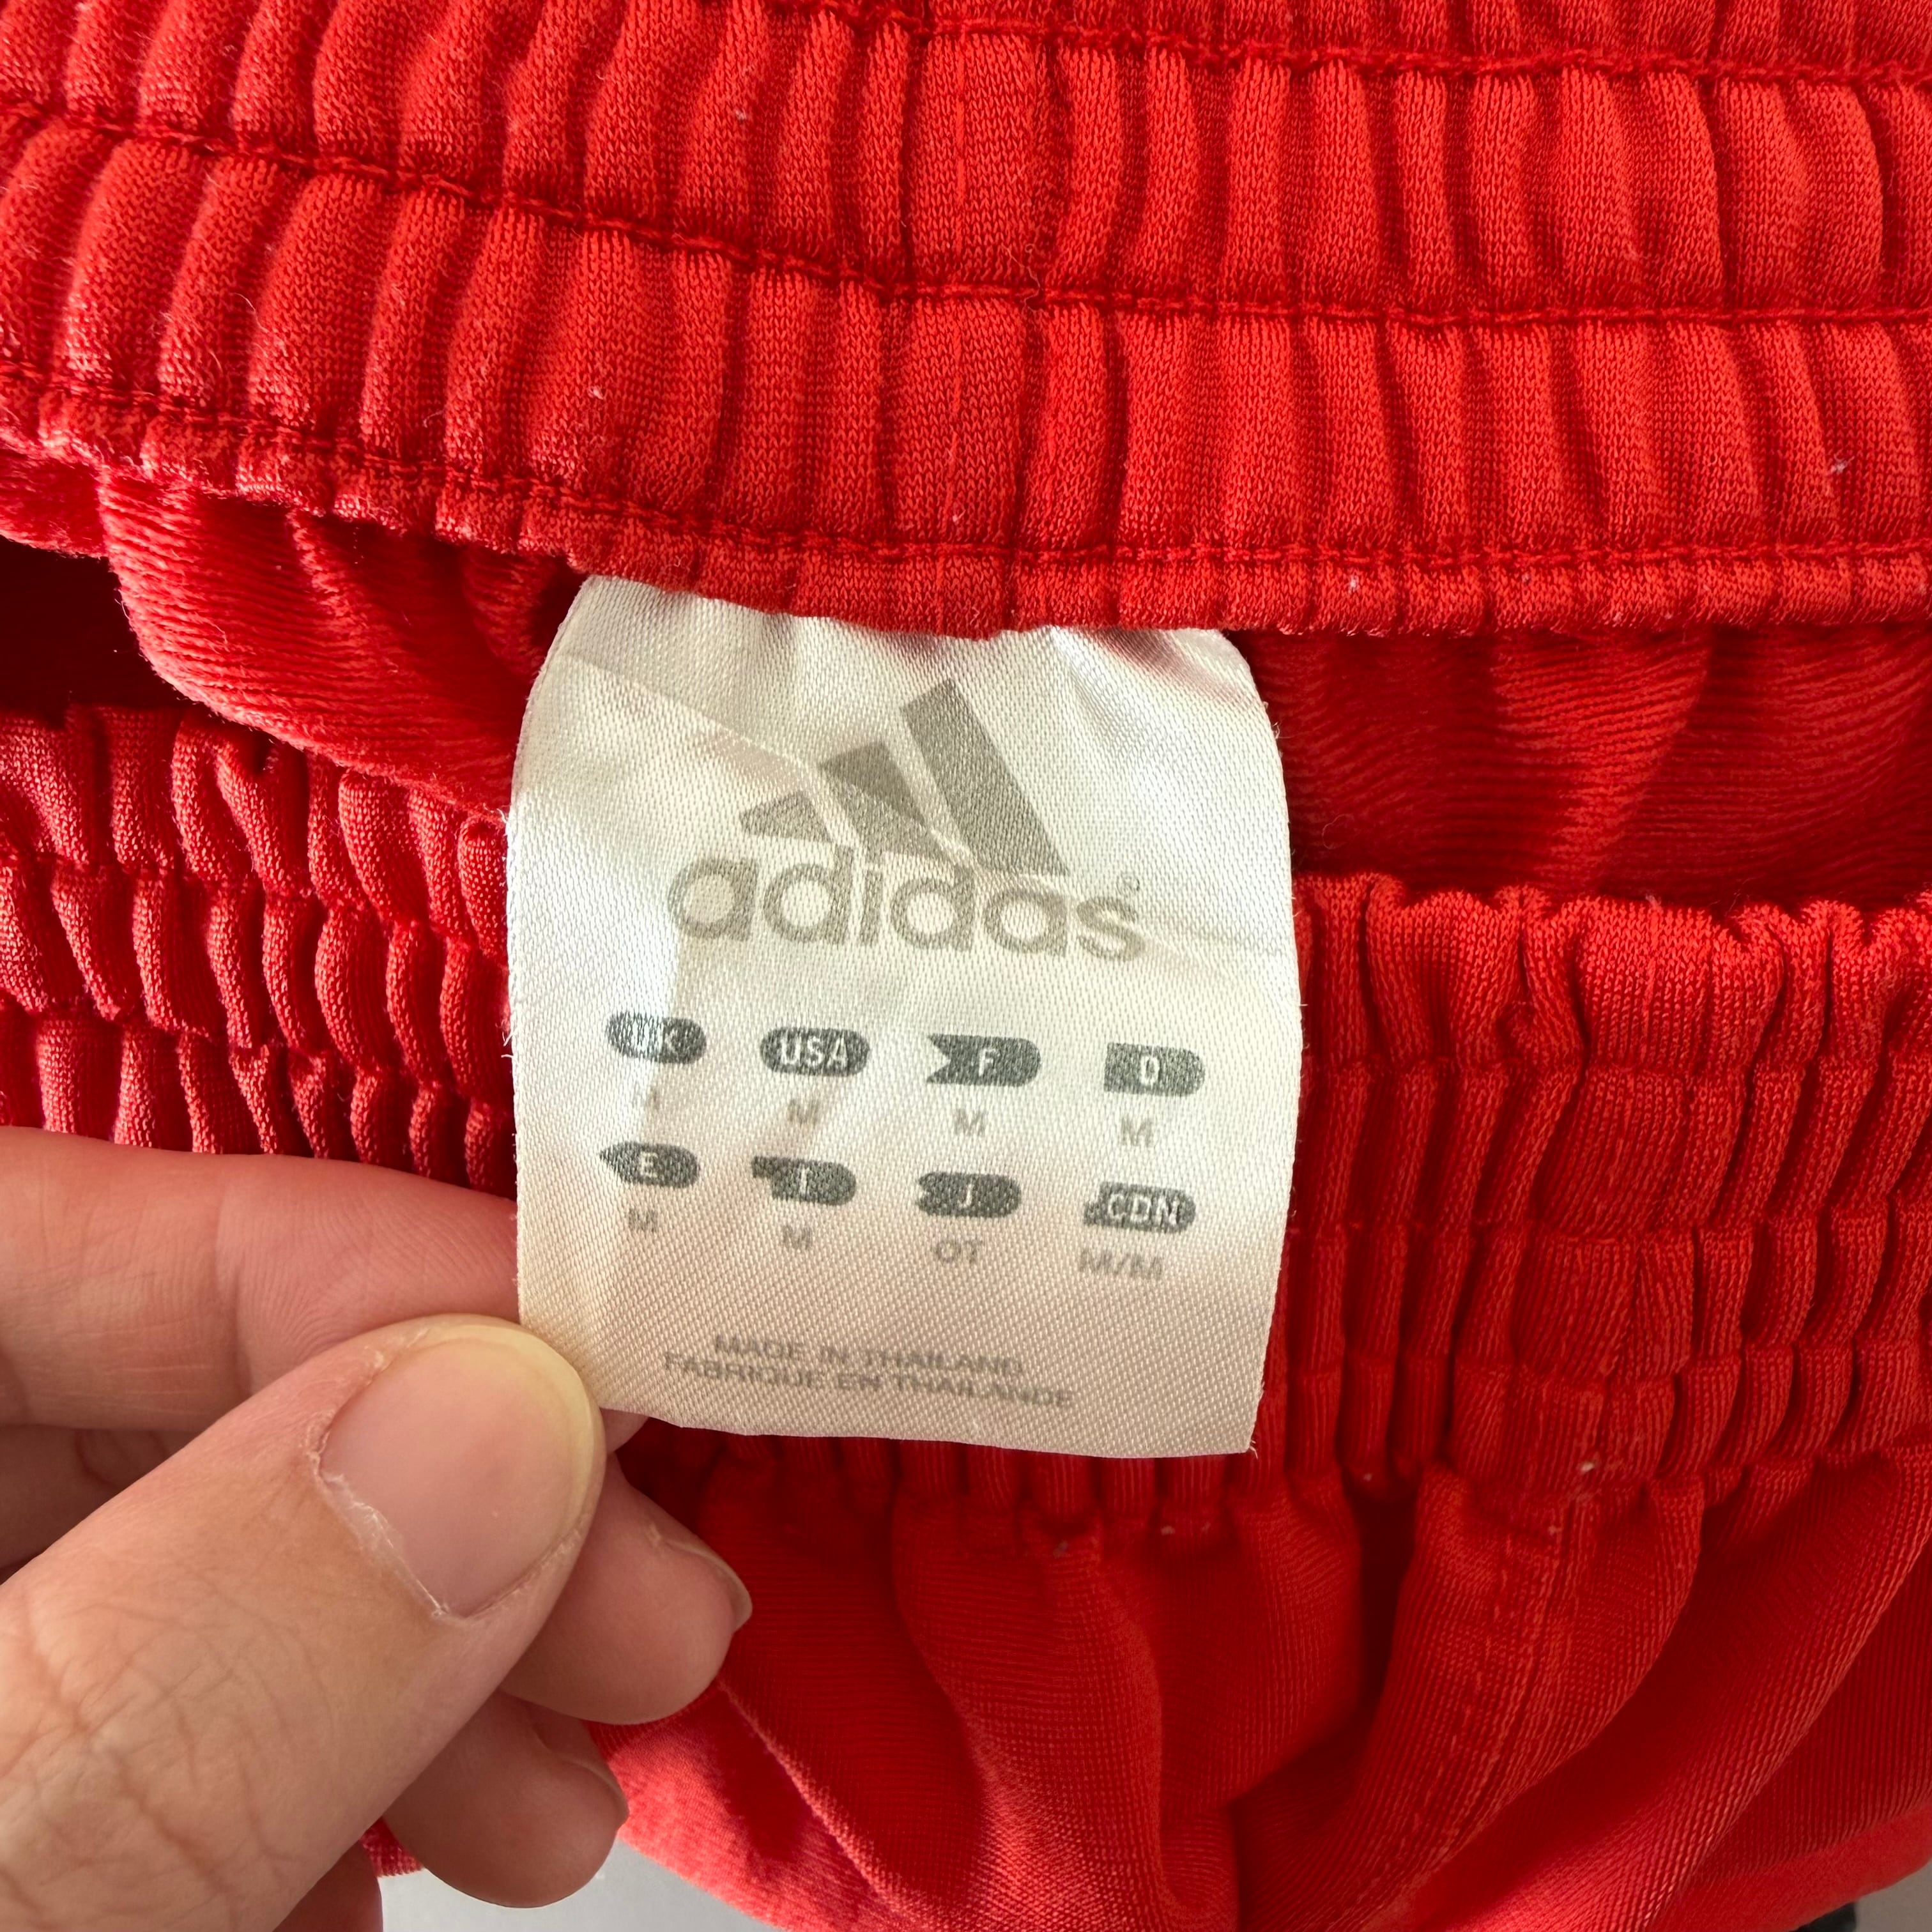 adidas
UK USA F D
M M M
E I J CDN
M M OT M/M
MADE IN THAILAND
FABRIQUE EN THAILANDE